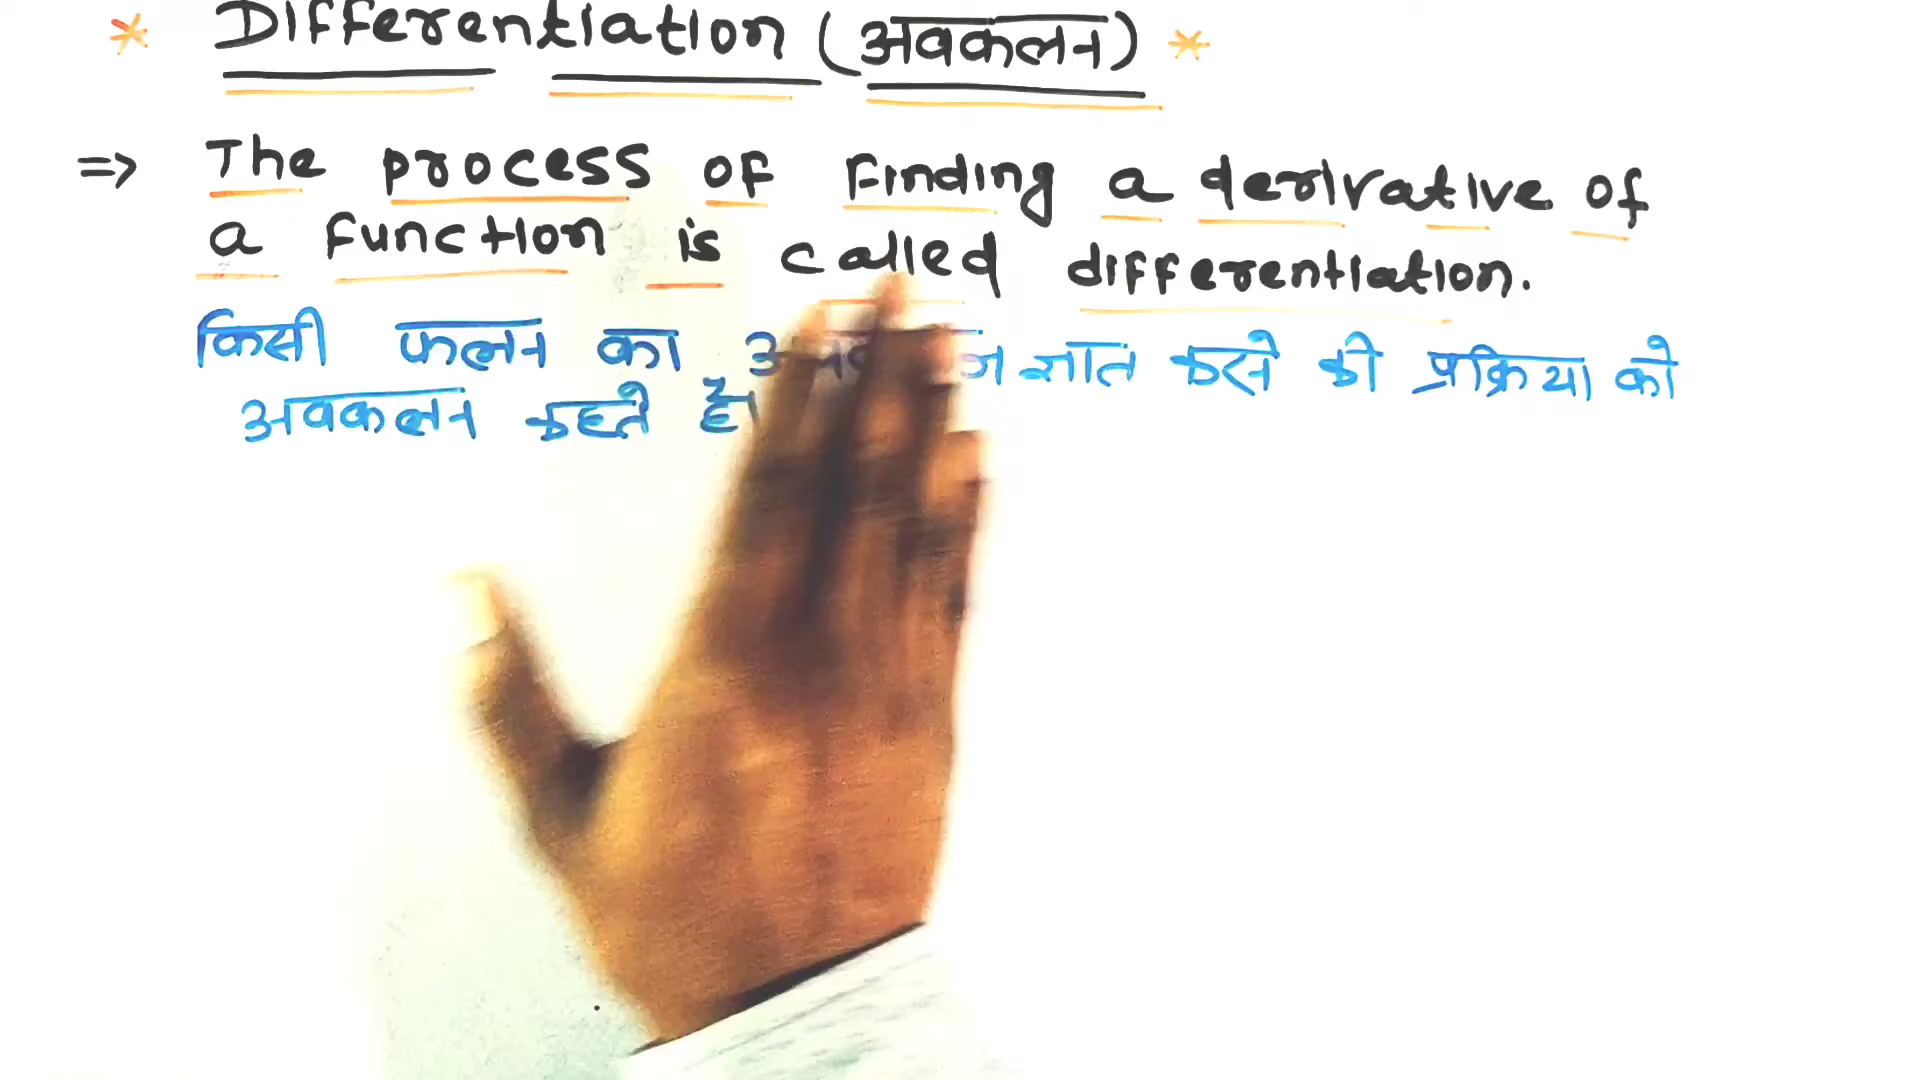 * Differentiation (अवकलन) *
=> The process of finding a derivative of
a function is called differentiation.
किसी फलन का ज्ञात करने की प्रक्रिया को
अवकलन कहते है।